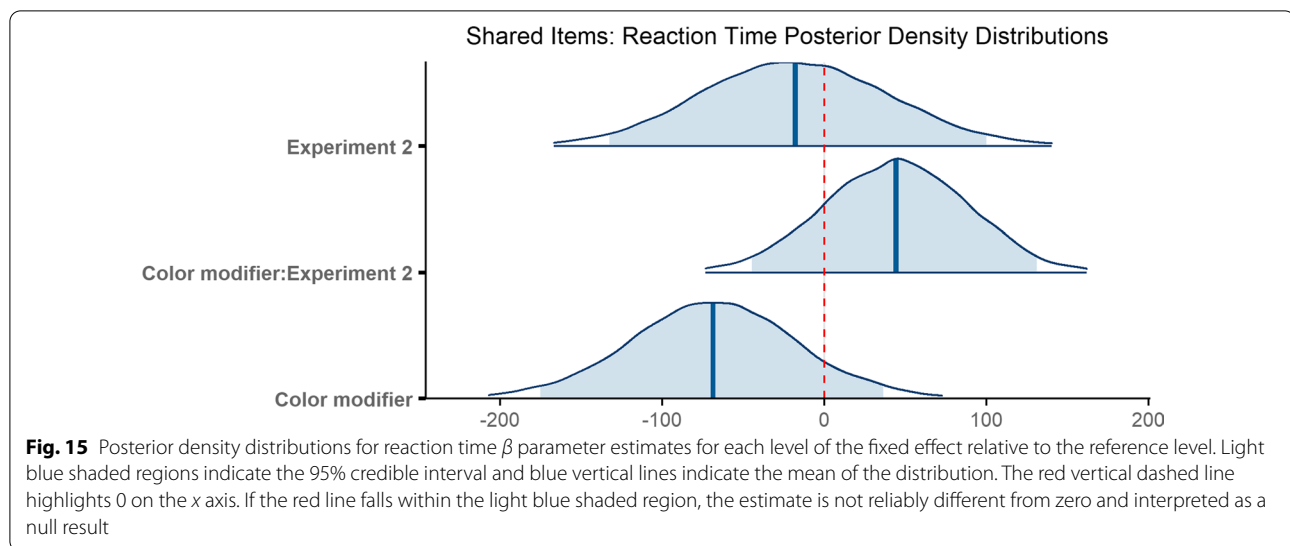 Shared Items: Reaction Time Posterior Density Distributions
Experiment 2
Color modifier:Experiment 2
Color modifier
-200 -100 0 100 200
Fig. 15 Posterior density distributions for reaction time β parameter estimates for each level of the fixed effect relative to the reference level. Light
blue shaded regions indicate the 95% credible interval and blue vertical lines indicate the mean of the distribution. The red vertical dashed line
highlights 0 on the x axis. If the red line falls within the light blue shaded region, the estimate is not reliably different from zero and interpreted as a
null result